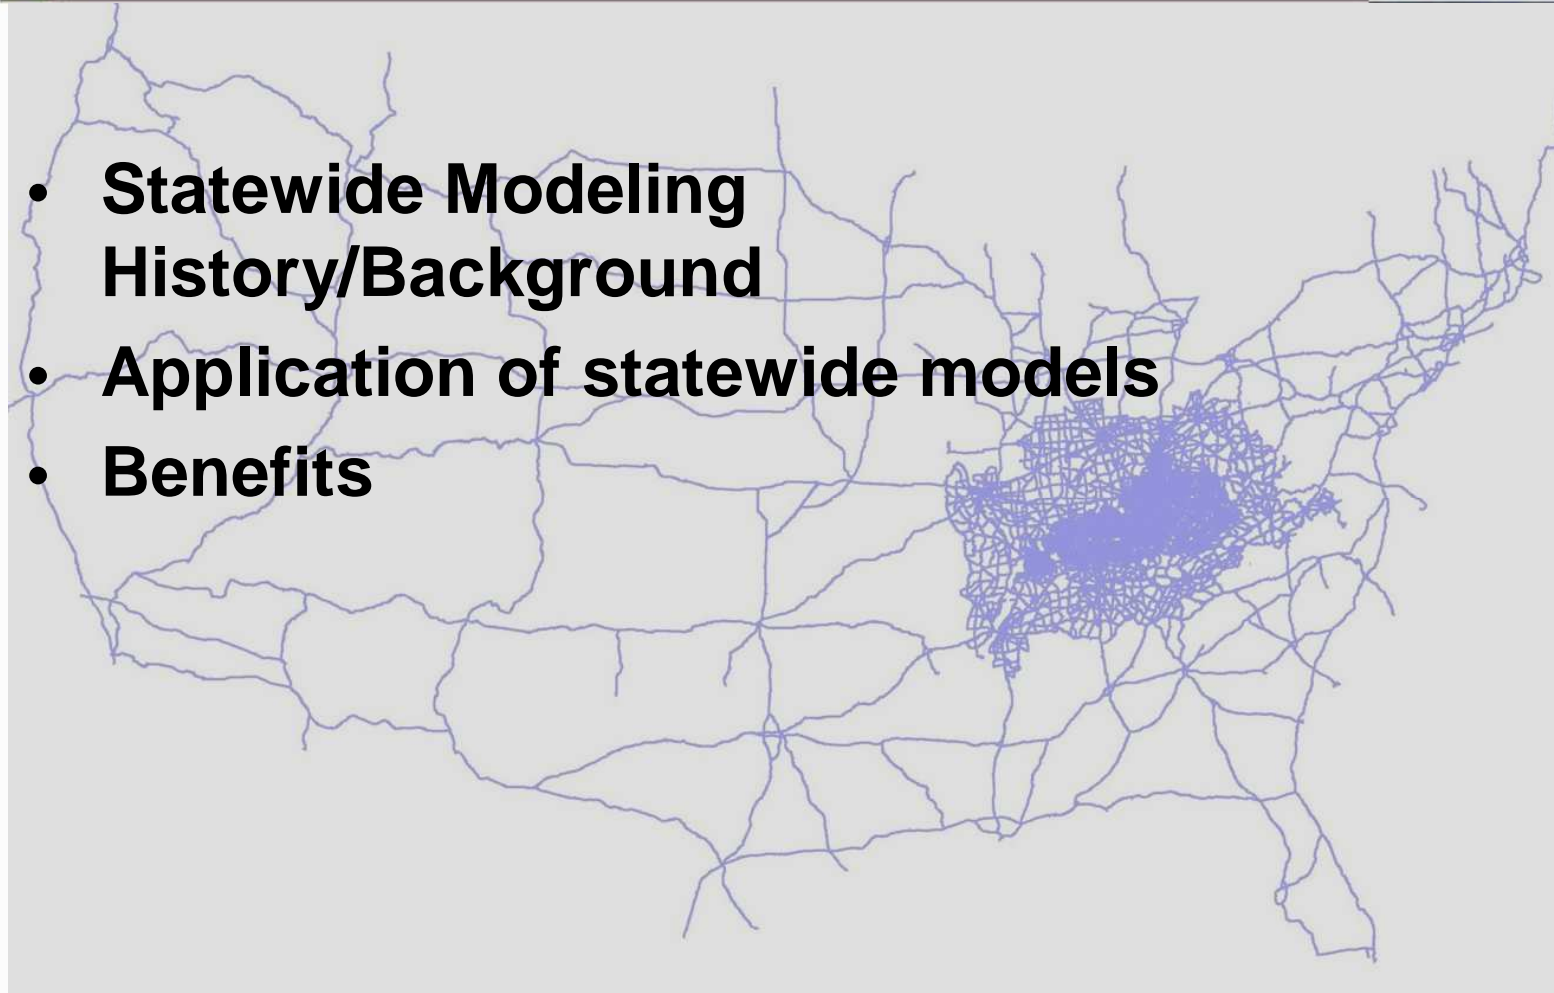 • Statewide Modeling
History/Background
• Application of statewide models
• Benefits